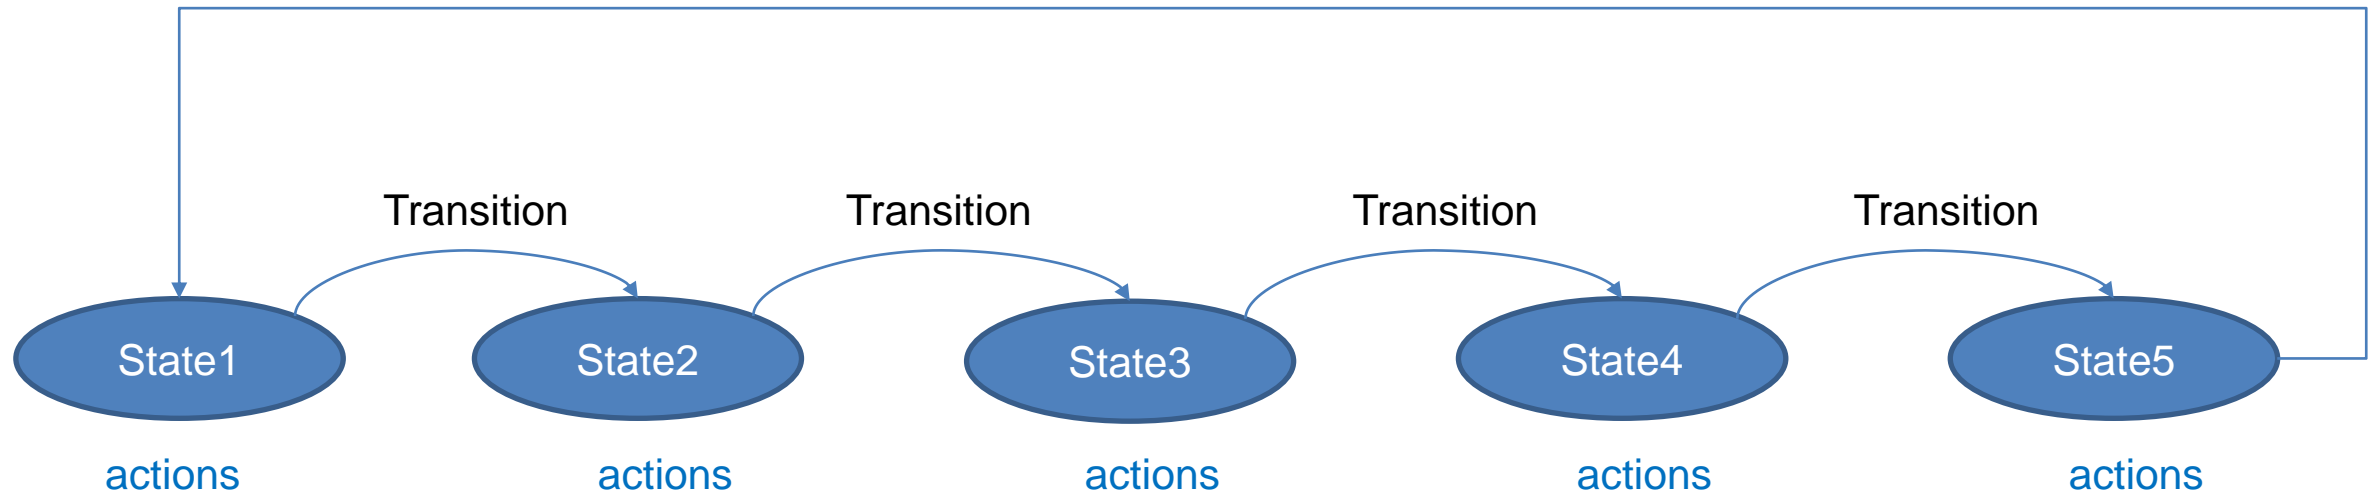 Transition Transition Transition Transition
State1 State2 State3 State4 State5
actions actions actions actions actions